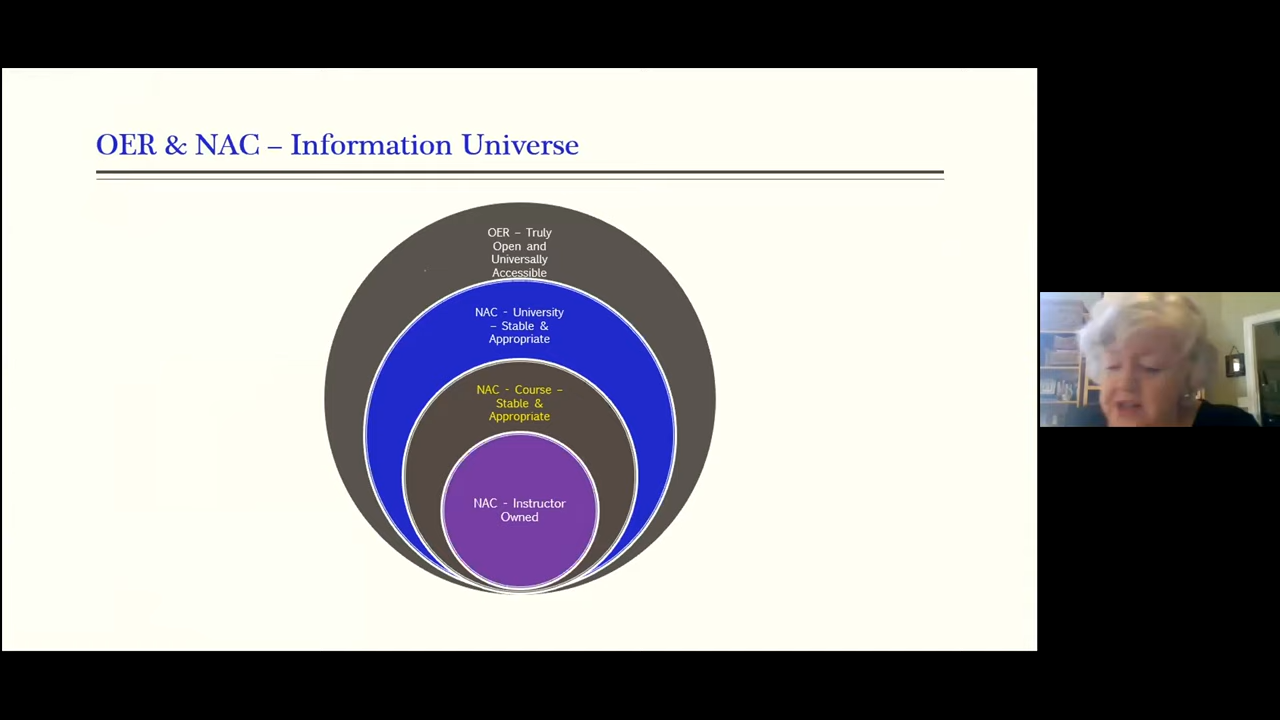 OER & NAC – Information Universe
OER – Truly
Open and
Universally
Accessible
NAC - University
– Stable &
Appropriate
NAC - Course –
Stable &
Appropriate
NAC - Instructor
Owned